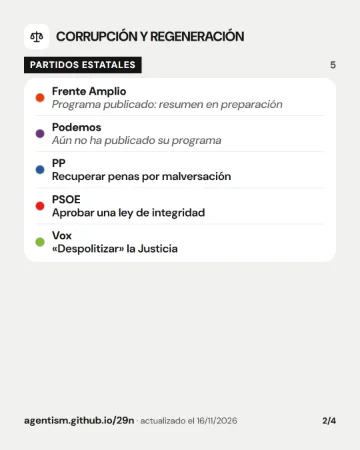 CORRUPCIÓN Y REGENERACIÓN
PARTIDOS ESTATALES 5
Frente Amplio
Programa publicado: resumen en preparación
Podemos
Aún no ha publicado su programa
PP
Recuperar penas por malversación
PSOE
Aprobar una ley de integridad
Vox
«Despolitizar» la Justicia
agentism.github.io/29n · actualizado el 16/11/2026 2/4